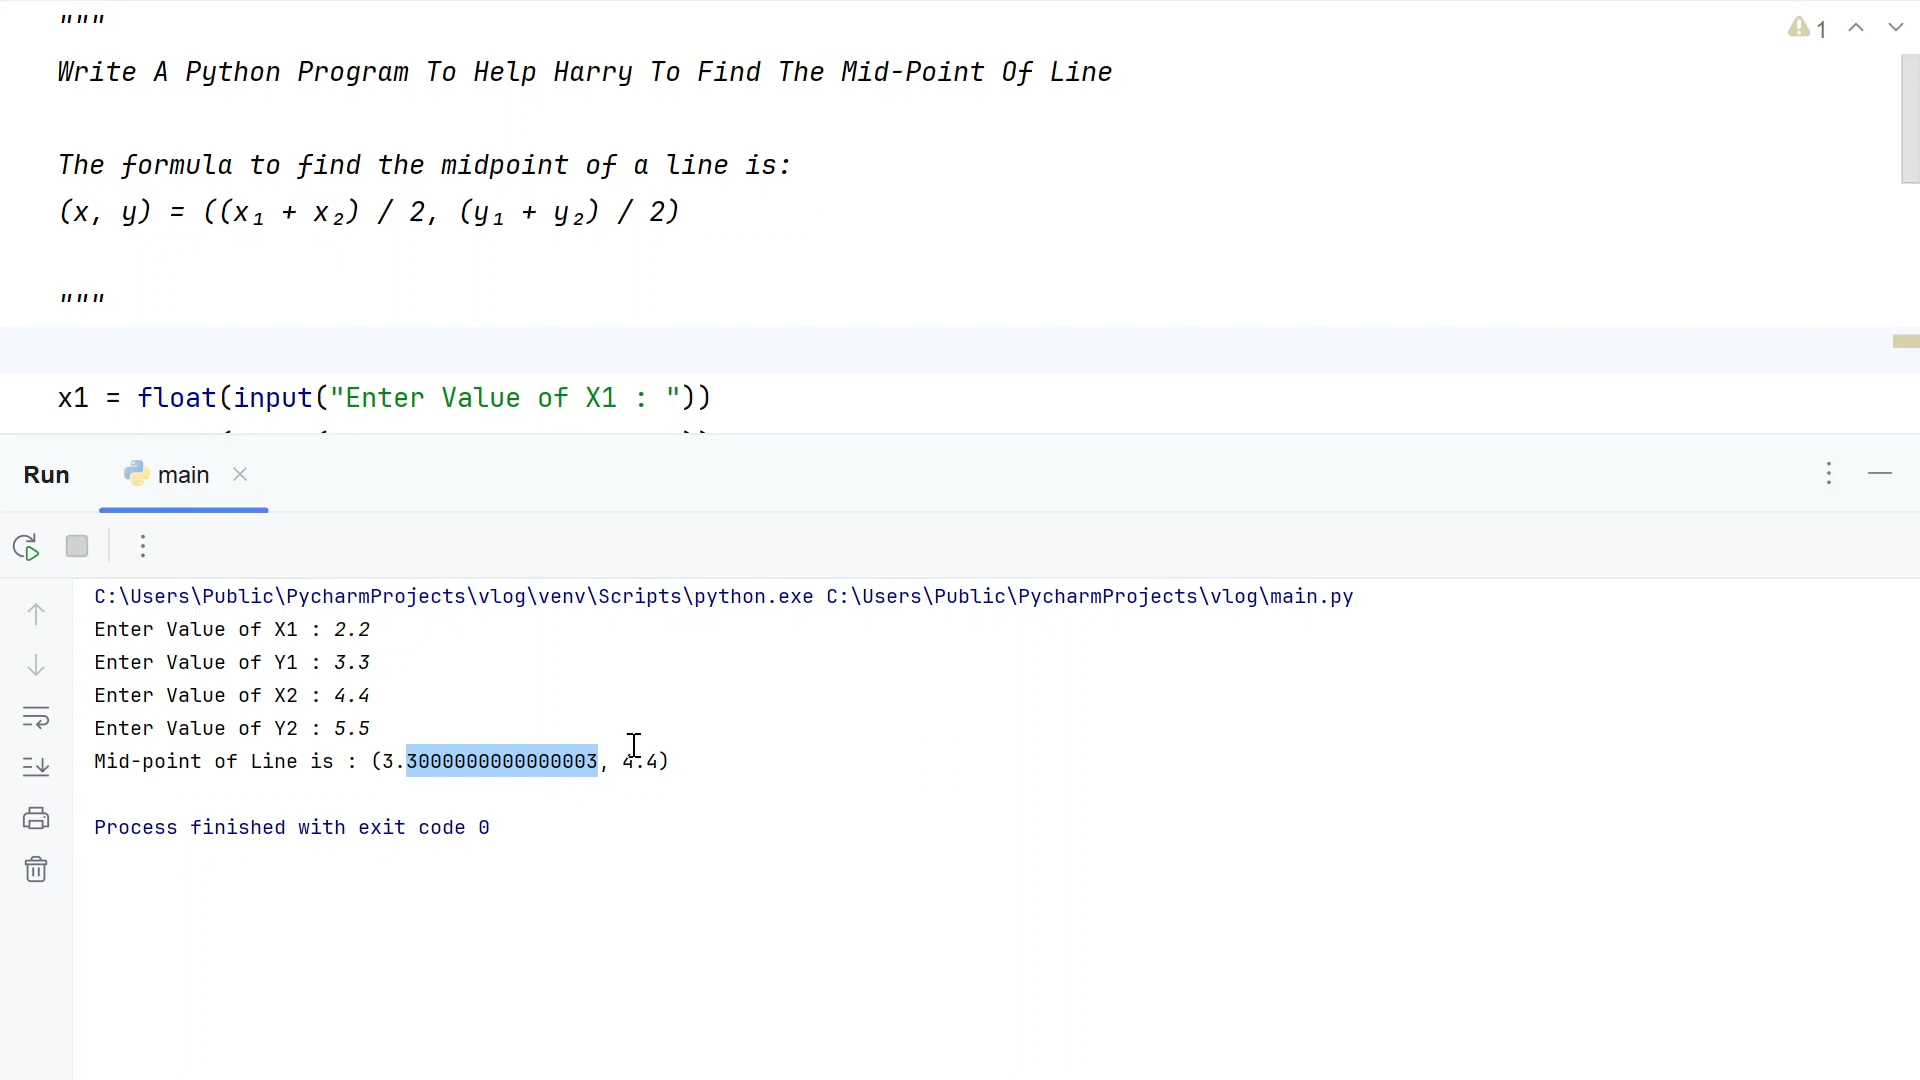 """
1
Write A Python Program To Help Harry To Find The Mid-Point Of Line
The formula to find the midpoint of a line is:
(x, y) = ((x₁ + x₂) / 2, (y₁ + y₂) / 2)
"""
x1 = float(input("Enter Value of X1 : "))
Run main
C:\Users\Public\PycharmProjects\vlog\venv\Scripts\python.exe C:\Users\Public\PycharmProjects\vlog\main.py
Enter Value of X1 : 2.2
Enter Value of Y1 : 3.3
Enter Value of X2 : 4.4
Enter Value of Y2 : 5.5
Mid-point of Line is : (3.3000000000000003, 4.4)
Process finished with exit code 0